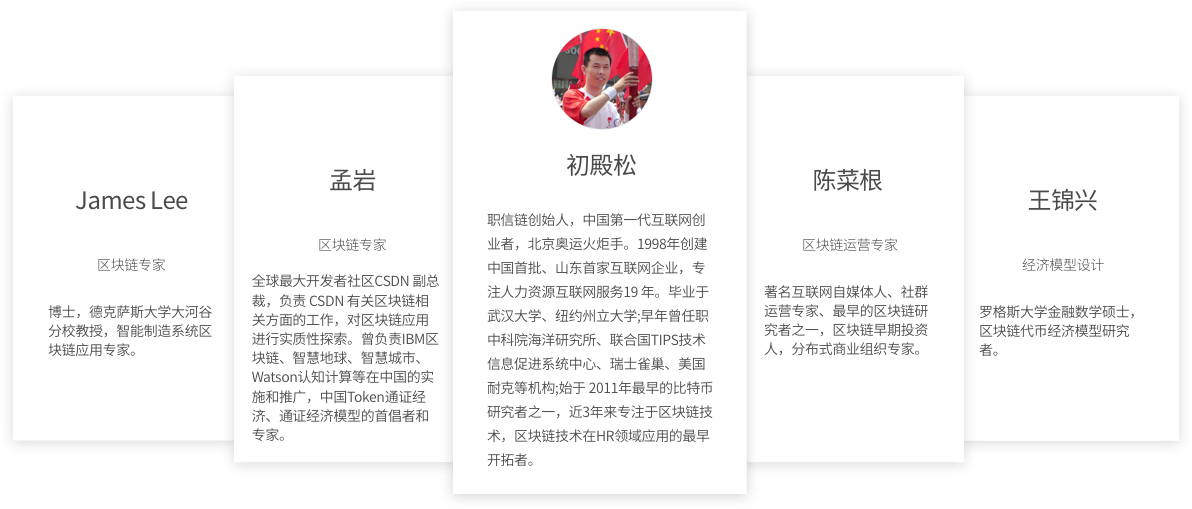 James Lee
区块链专家
博士，德克萨斯大学大河谷
分校教授，智能制造系统区
块链应用专家。
孟岩
区块链专家
全球最大开发者社区CSDN 副总
裁，负责 CSDN 有关区块链相
关方面的工作，对区块链应用
进行实质性探索。曾负责IBM区
块链、智慧地球、智慧城市、
Watson认知计算等在中国的实
施和推广，中国Token通证经
济、通证经济模型的首倡者和
专家。
初殿松
职信链创始人，中国第一代互联网创
业者，北京奥运火炬手。1998年创建
中国首批、山东首家互联网企业，专
注人力资源互联网服务19 年。毕业于
武汉大学、纽约州立大学;早年曾任职
中科院海洋研究所、联合国TIPS技术
信息促进系统中心、瑞士雀巢、美国
耐克等机构;始于 2011年最早的比特币
研究者之一，近3年来专注于区块链技
术，区块链技术在HR领域应用的最早
开拓者。
陈菜根
区块链运营专家
著名互联网自媒体人、社群
运营专家、最早的区块链研
究者之一，区块链早期投资
人，分布式商业组织专家。
王锦兴
经济模型设计
罗格斯大学金融数学硕士，
区块链代币经济模型研究
者。